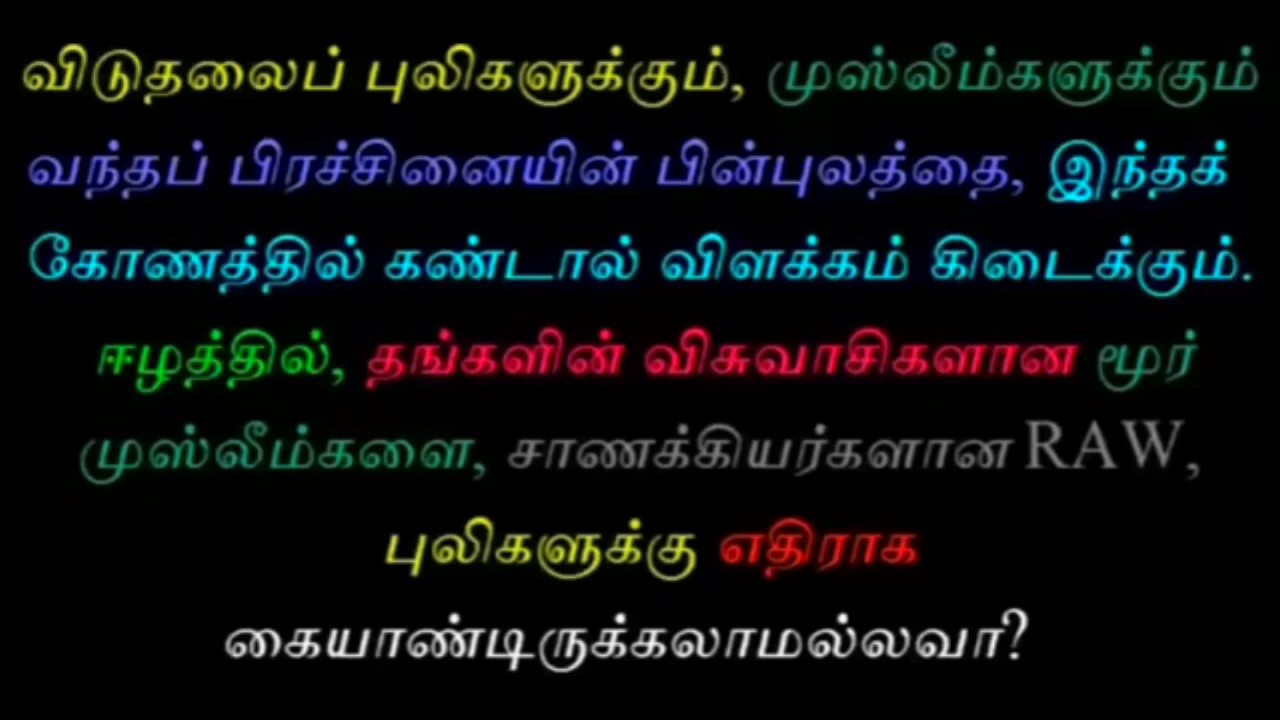 விடுதலைப் புலிகளுக்கும், முஸ்லீம்களுக்கும்
வந்தப் பிரச்சினையின் பின்புலத்தை, இந்தக்
கோணத்தில் கண்டால் விளக்கம் கிடைக்கும்.
ஈழத்தில், தங்களின் விசுவாசிகளான மூர்
முஸ்லீம்களை, சாணக்கியர்களான RAW,
புலிகளுக்கு எதிராக
கையாண்டிருக்கலாமல்லவா?